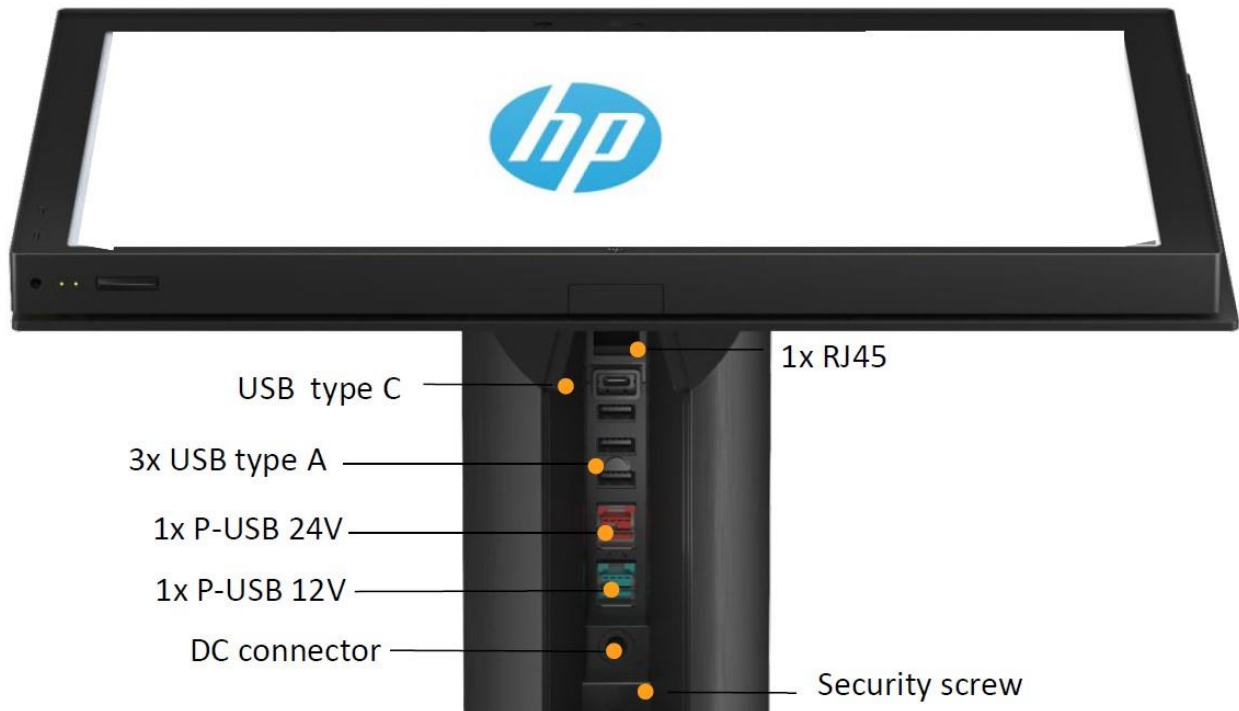 hp
1x RJ45
USB type C
3x USB type A
1x P-USB 24V
1x P-USB 12V
DC connector
Security screw